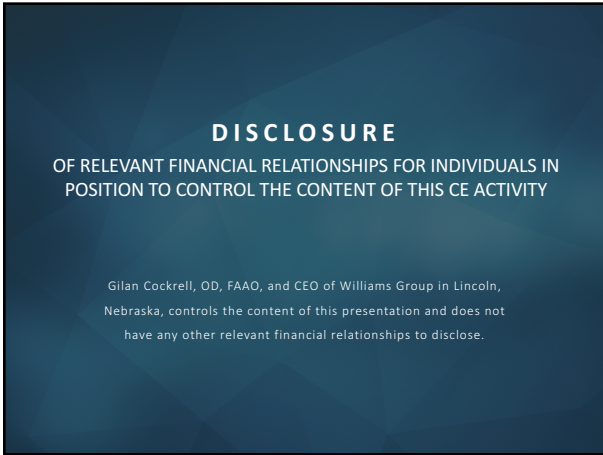 DISCLOSURE
OF RELEVANT FINANCIAL RELATIONSHIPS FOR INDIVIDUALS IN
POSITION TO CONTROL THE CONTENT OF THIS CE ACTIVITY
Gilan Cockrell, OD, FAAO, and CEO of Williams Group in Lincoln,
Nebraska, controls the content of this presentation and does not
have any other relevant financial relationships to disclose.